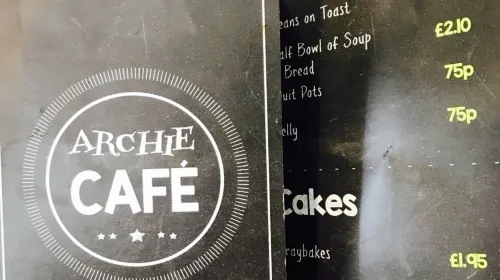 ARCHIE
CAFÉ
eans on Toast
£2.10
alf Bowl of Soup
Bread
75p
uit Pots
75p
elly
Cakes
raybakes
£1.95